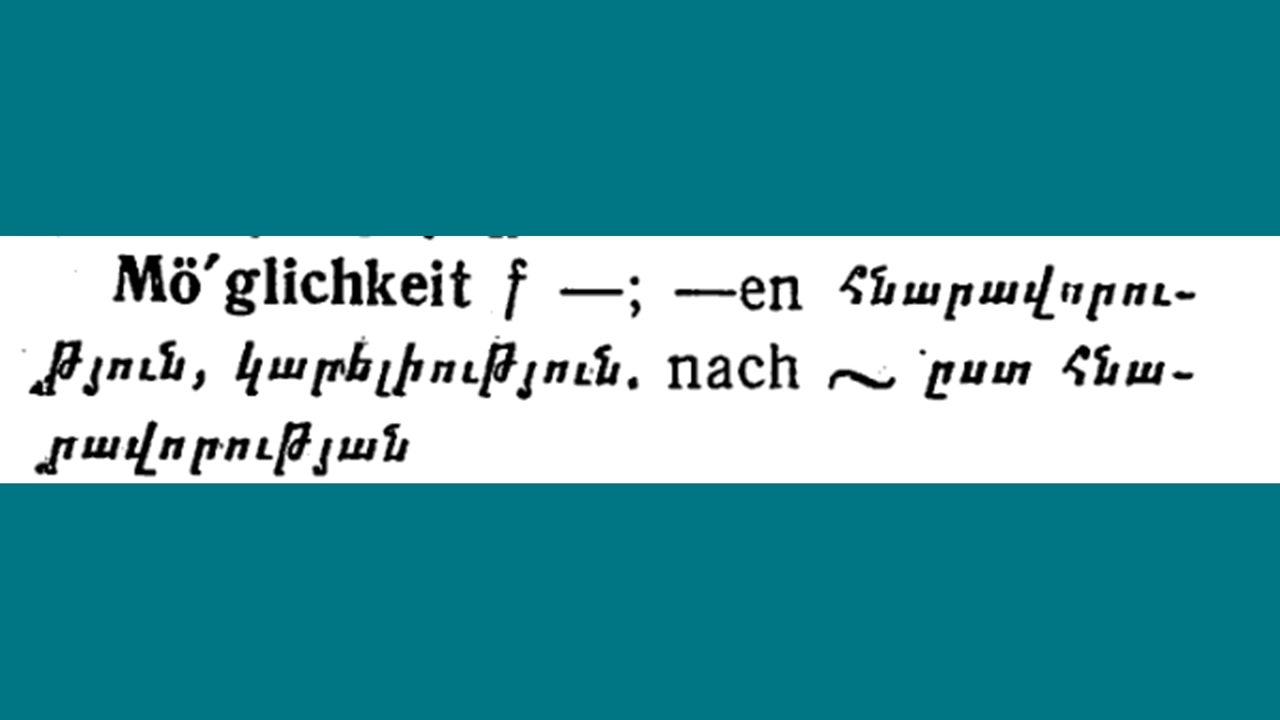 Mö′glichkeit f —; —en հնարավորու-
թյուն, կարելիություն. nach ~ ըստ հնա-
րավորության